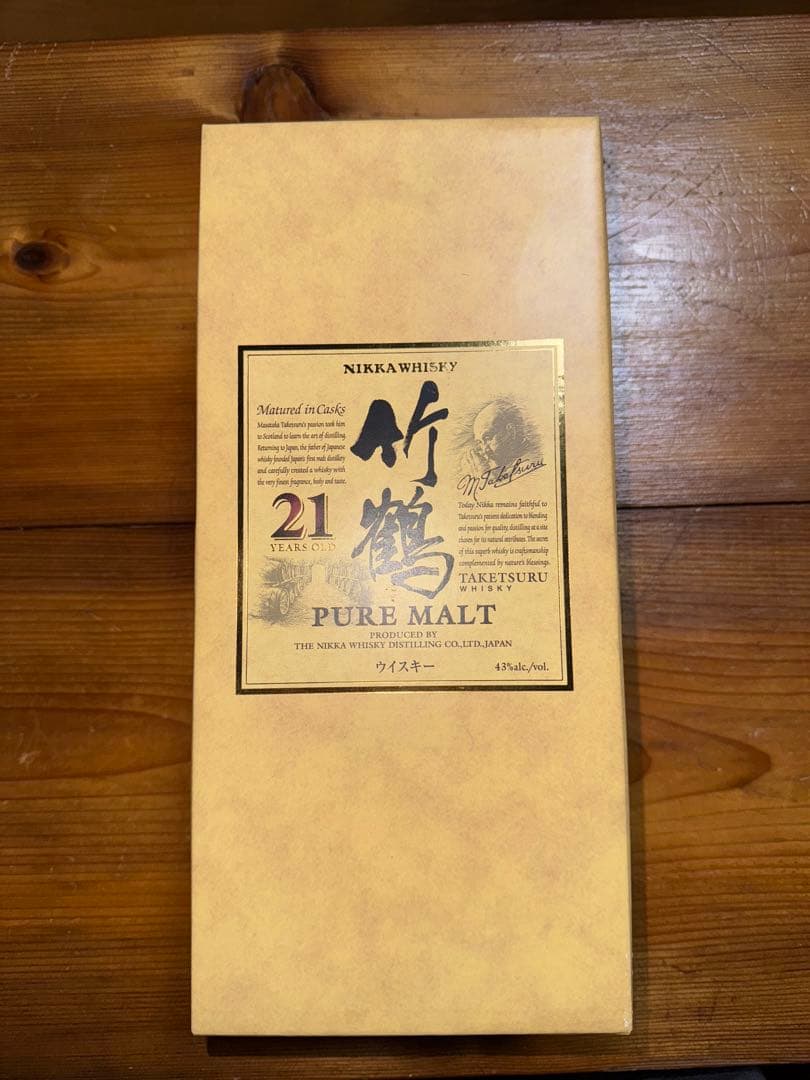 NIKKA WHISKY
Matured in Casks
Masataka Taketsuru's passion took him
to Scotland to learn the art of distilling.
Returning to Japan, the father of Japanese
whisky founded Japan's first malt distillery
and carefully created a whisky with
the very finest fragrance, body and taste.
21
YEARS OLD
竹鶴
M.Taketsuru
Today Nikka remains faithful to
Taketsuru's passion: dedication to blending
and passion for quality, distilling at a site
chosen for its natural attributes. The secret
of this superb whisky is craftsmanship
complemented by nature's blessings.
TAKETSURU
WHISKY
PURE MALT
PRODUCED BY
THE NIKKA WHISKY DISTILLING CO.,LTD.,JAPAN
ウイスキー
43%alc./vol.